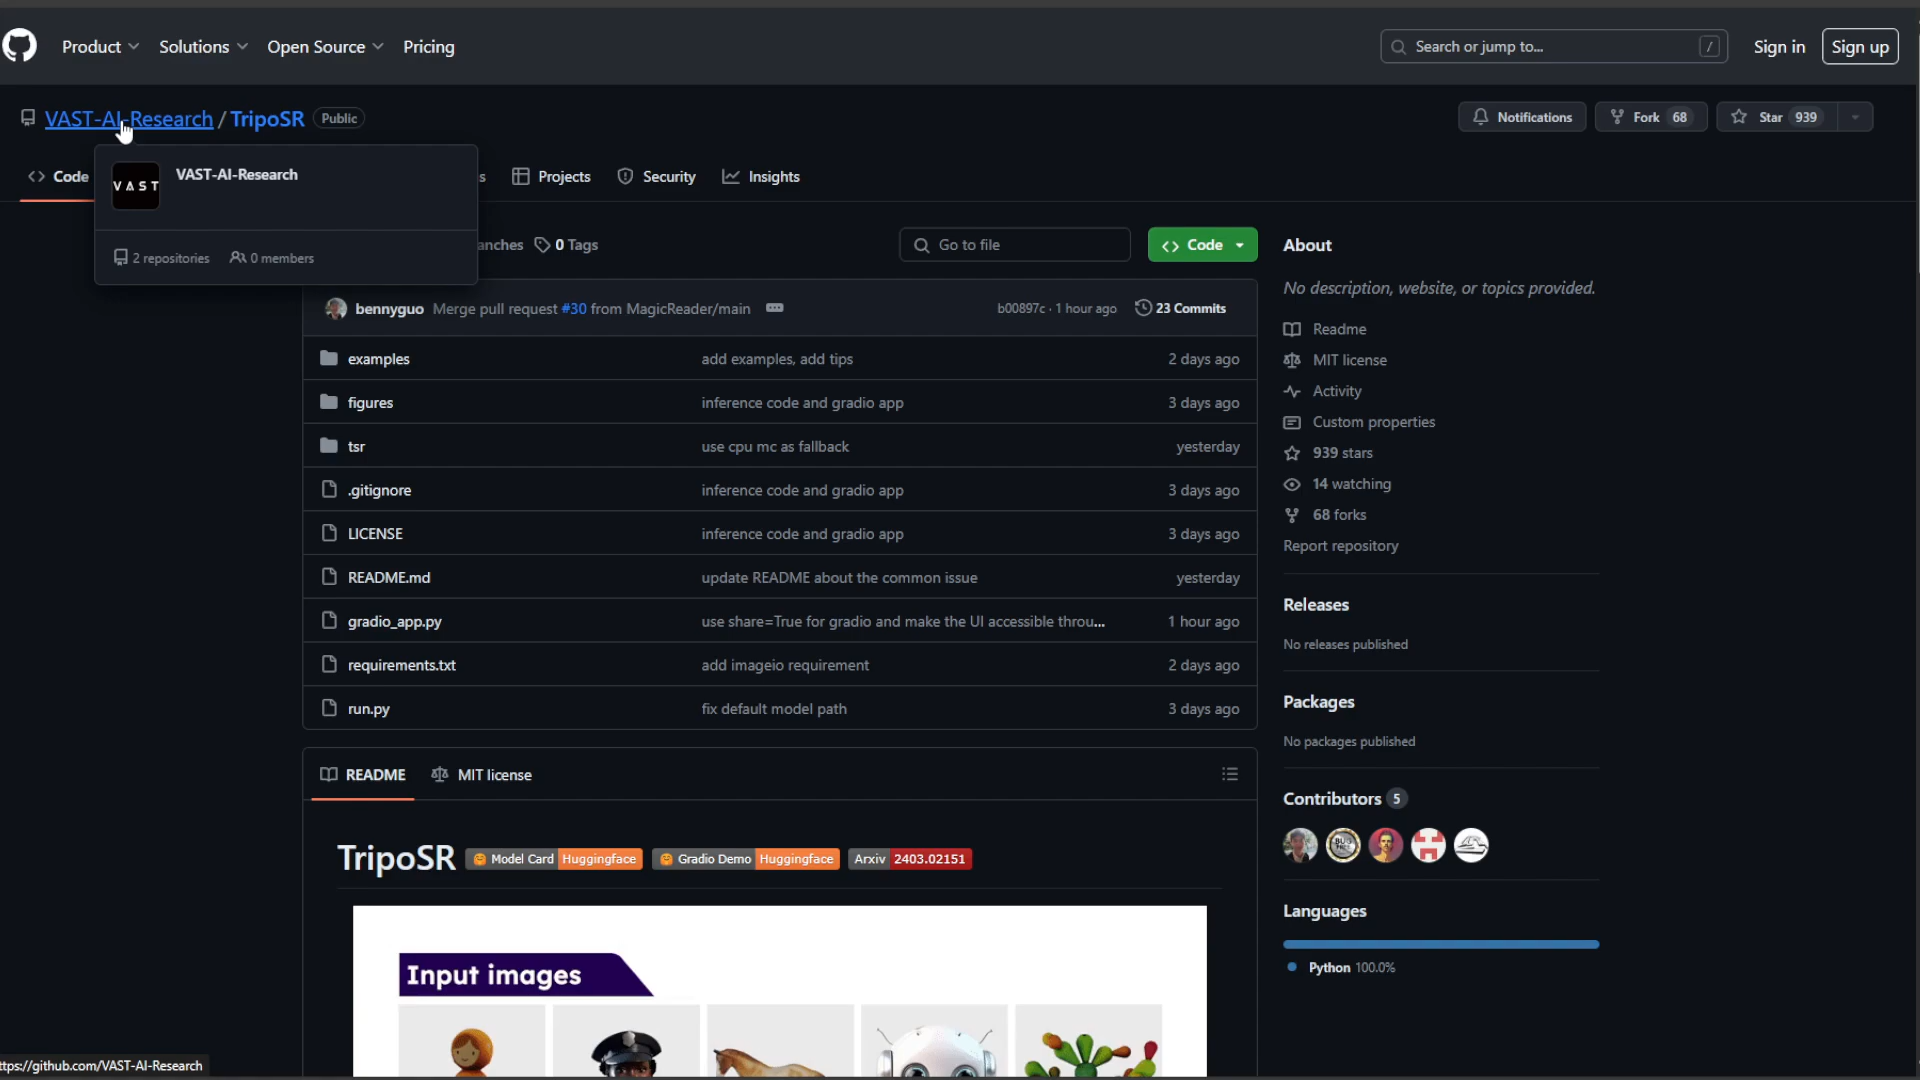 Product Solutions Open Source Pricing Search or jump to... / Sign in Sign up
VAST-AI-Research / TripoSR Public Notifications Fork 68 Star 939
Code s Projects Security Insights
VAST-AI-Research
VAST
2 repositories 0 members
anches 0 Tags Go to file Code
bennyguo Merge pull request #30 from MagicReader/main b00897c · 1 hour ago 23 Commits
examples add examples, add tips 2 days ago
figures inference code and gradio app 3 days ago
tsr use cpu mc as fallback yesterday
.gitignore inference code and gradio app 3 days ago
LICENSE inference code and gradio app 3 days ago
README.md update README about the common issue yesterday
gradio_app.py use share=True for gradio and make the UI accessible throu... 1 hour ago
requirements.txt add imageio requirement 2 days ago
run.py fix default model path 3 days ago
README MIT license
TripoSR Model Card Huggingface Gradio Demo Huggingface Arxiv 2403.02151
Input images
About
No description, website, or topics provided.
Readme
MIT license
Activity
Custom properties
939 stars
14 watching
68 forks
Report repository
Releases
No releases published
Packages
No packages published
Contributors 5
Languages
Python 100.0%
ttps://github.com/VAST-AI-Research